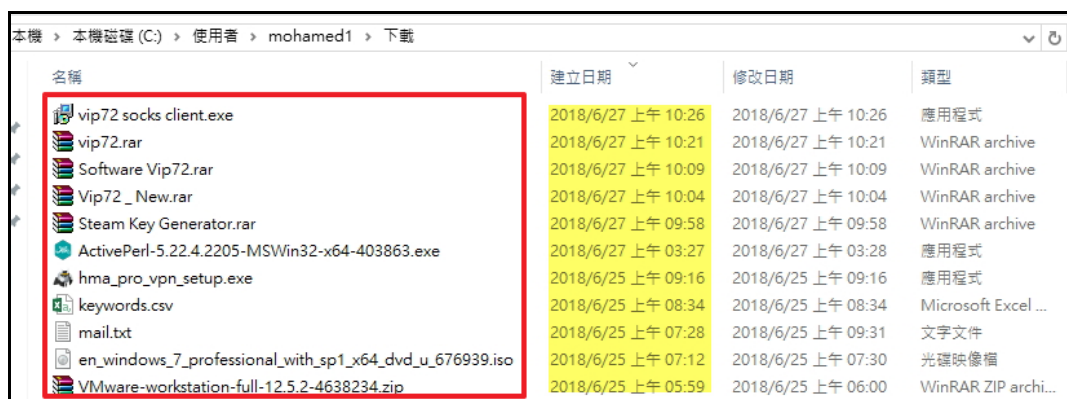 本機 › 本機磁碟 (C:) › 使用者 › mohamed1 › 下載
名稱 建立日期 修改日期 類型
vip72 socks client.exe 2018/6/27 上午 10:26 2018/6/27 上午 10:26 應用程式
vip72.rar 2018/6/27 上午 10:21 2018/6/27 上午 10:21 WinRAR archive
Software Vip72.rar 2018/6/27 上午 10:09 2018/6/27 上午 10:09 WinRAR archive
Vip72 _ New.rar 2018/6/27 上午 10:04 2018/6/27 上午 10:04 WinRAR archive
Steam Key Generator.rar 2018/6/27 上午 09:58 2018/6/27 上午 09:58 WinRAR archive
ActivePerl-5.22.4.2205-MSWin32-x64-403863.exe 2018/6/27 上午 03:27 2018/6/27 上午 03:28 應用程式
hma_pro_vpn_setup.exe 2018/6/25 上午 09:16 2018/6/25 上午 09:16 應用程式
keywords.csv 2018/6/25 上午 08:34 2018/6/25 上午 08:34 Microsoft Excel ...
mail.txt 2018/6/25 上午 07:28 2018/6/25 上午 09:31 文字文件
en_windows_7_professional_with_sp1_x64_dvd_u_676939.iso 2018/6/25 上午 07:12 2018/6/25 上午 07:30 光碟映像檔
VMware-workstation-full-12.5.2-4638234.zip 2018/6/25 上午 05:59 2018/6/25 上午 06:00 WinRAR ZIP archi...